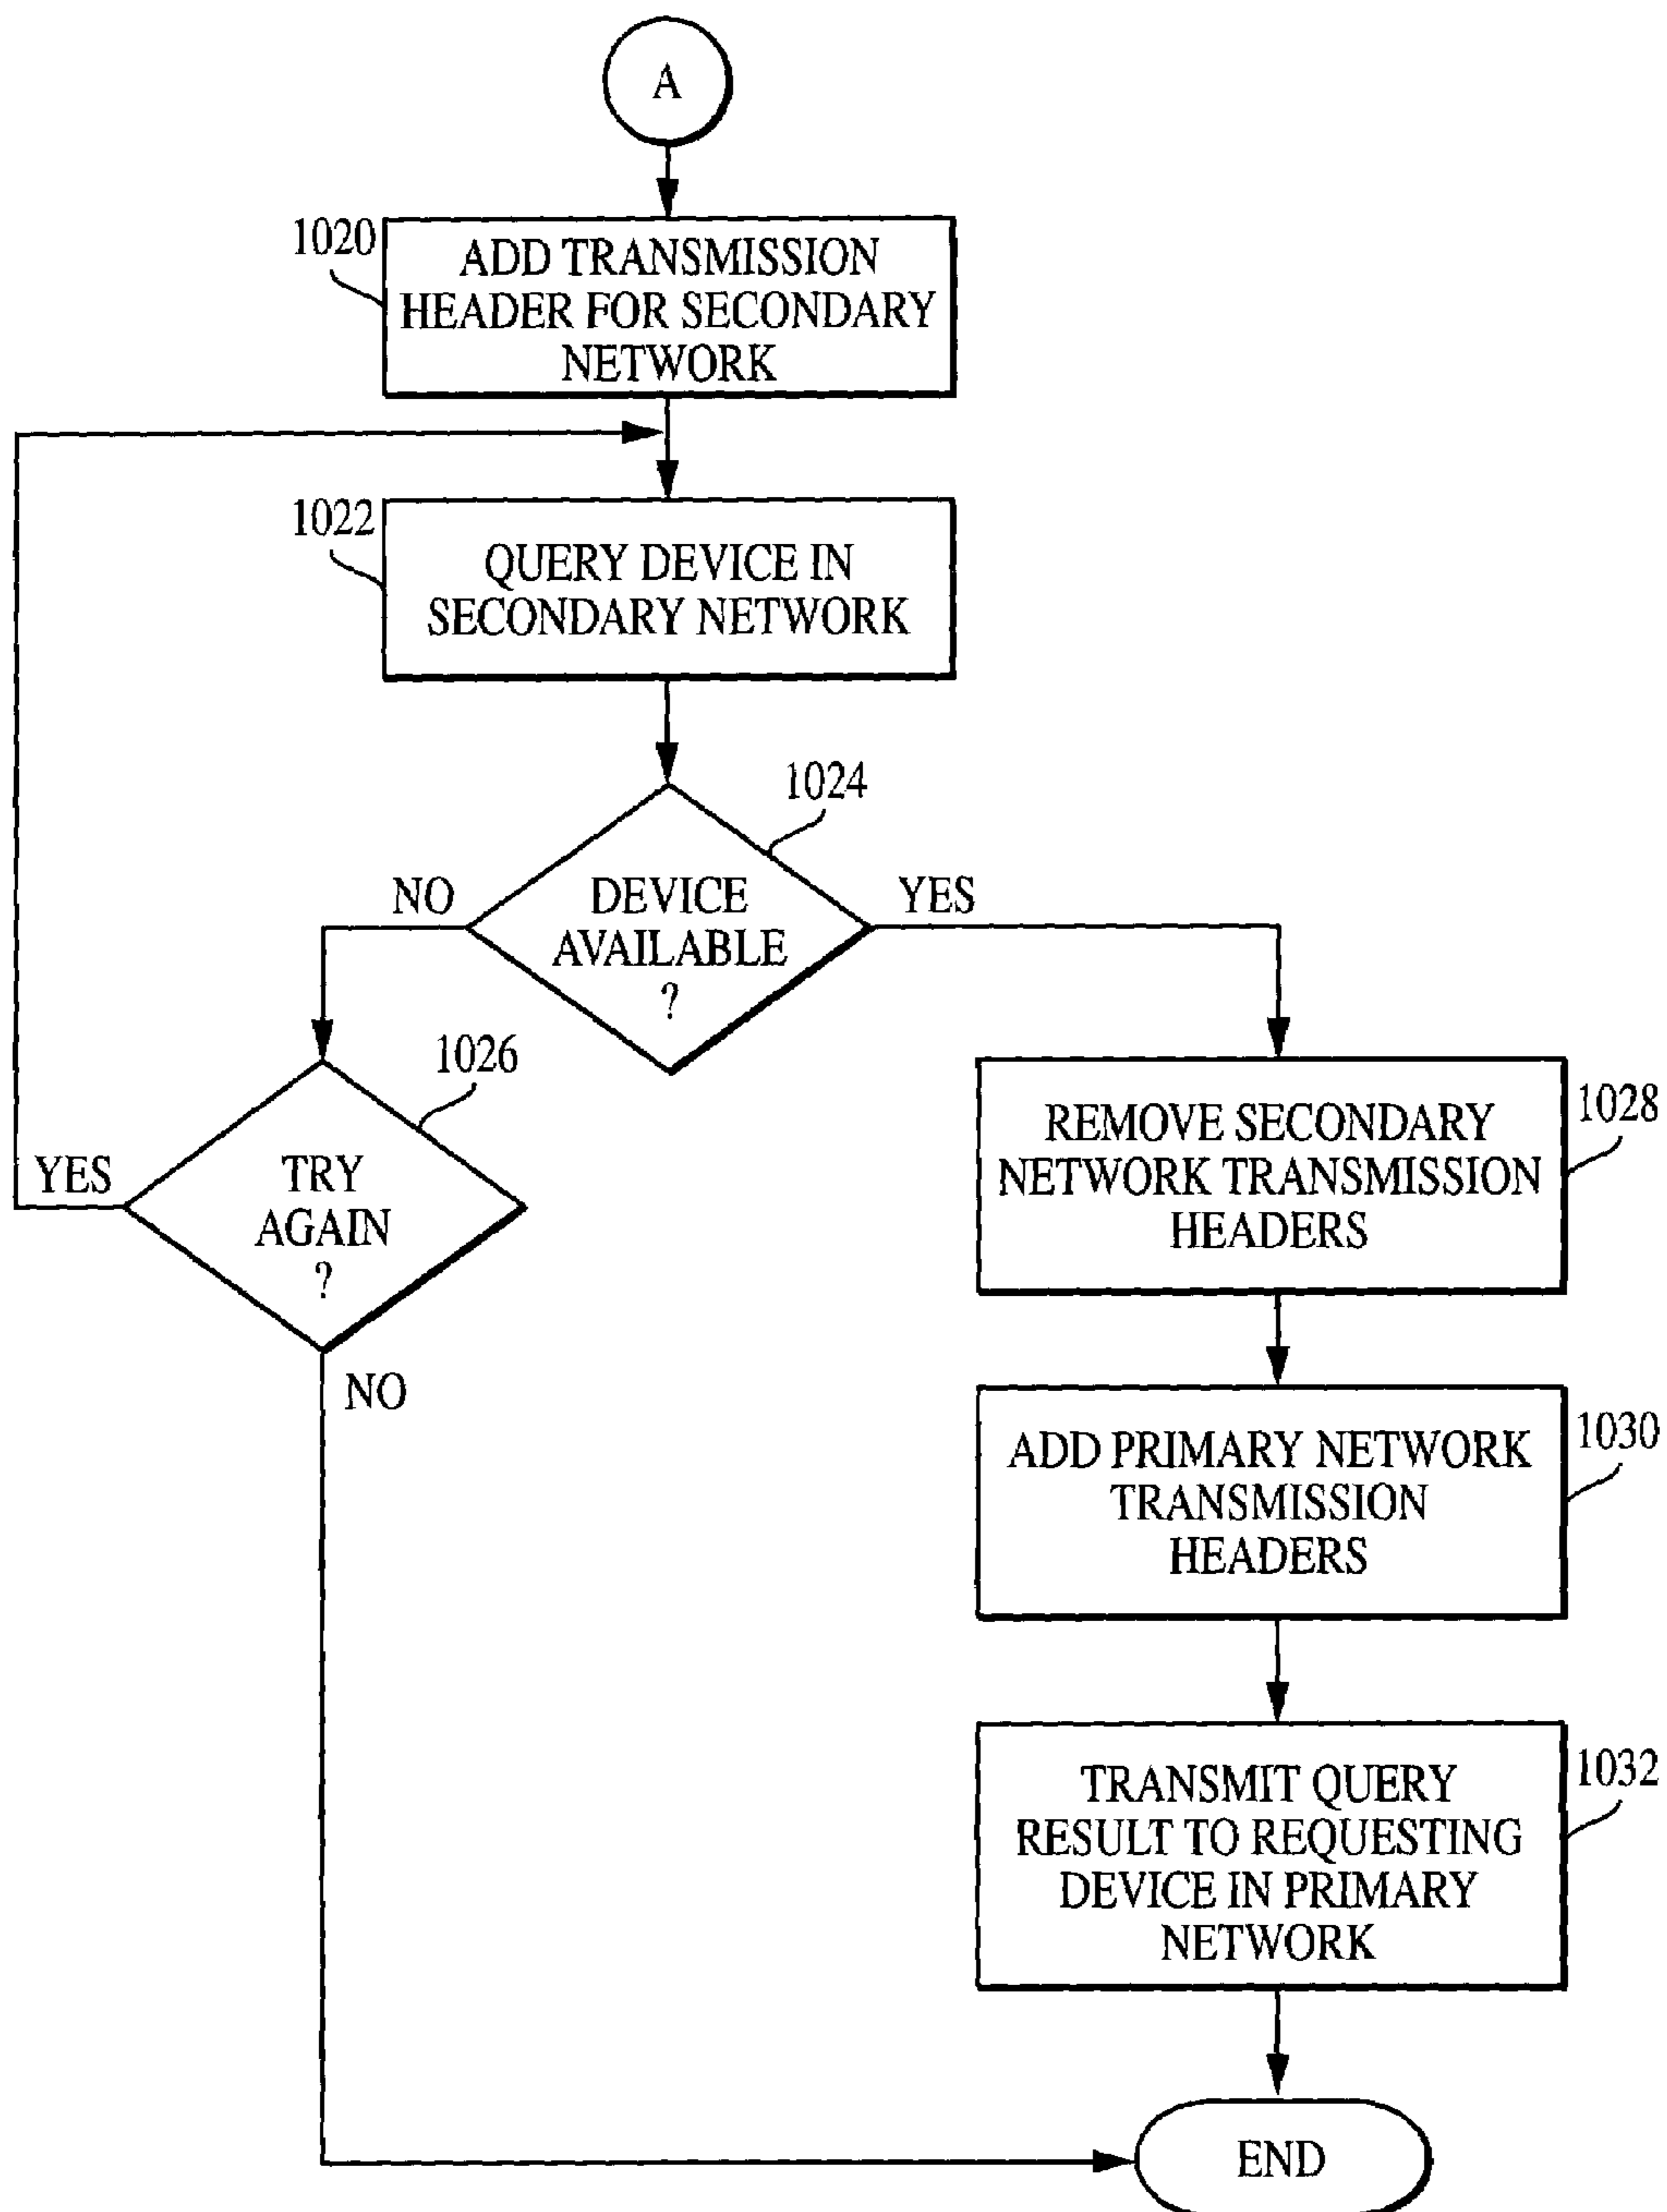 A
1020
ADD TRANSMISSION
HEADER FOR SECONDARY
NETWORK
1022
QUERY DEVICE IN
SECONDARY NETWORK
1024
NO
DEVICE
AVAILABLE
?
YES
1026
YES
TRY
AGAIN
?
NO
1028
REMOVE SECONDARY
NETWORK TRANSMISSION
HEADERS
1030
ADD PRIMARY NETWORK
TRANSMISSION
HEADERS
1032
TRANSMIT QUERY
RESULT TO REQUESTING
DEVICE IN PRIMARY
NETWORK
END